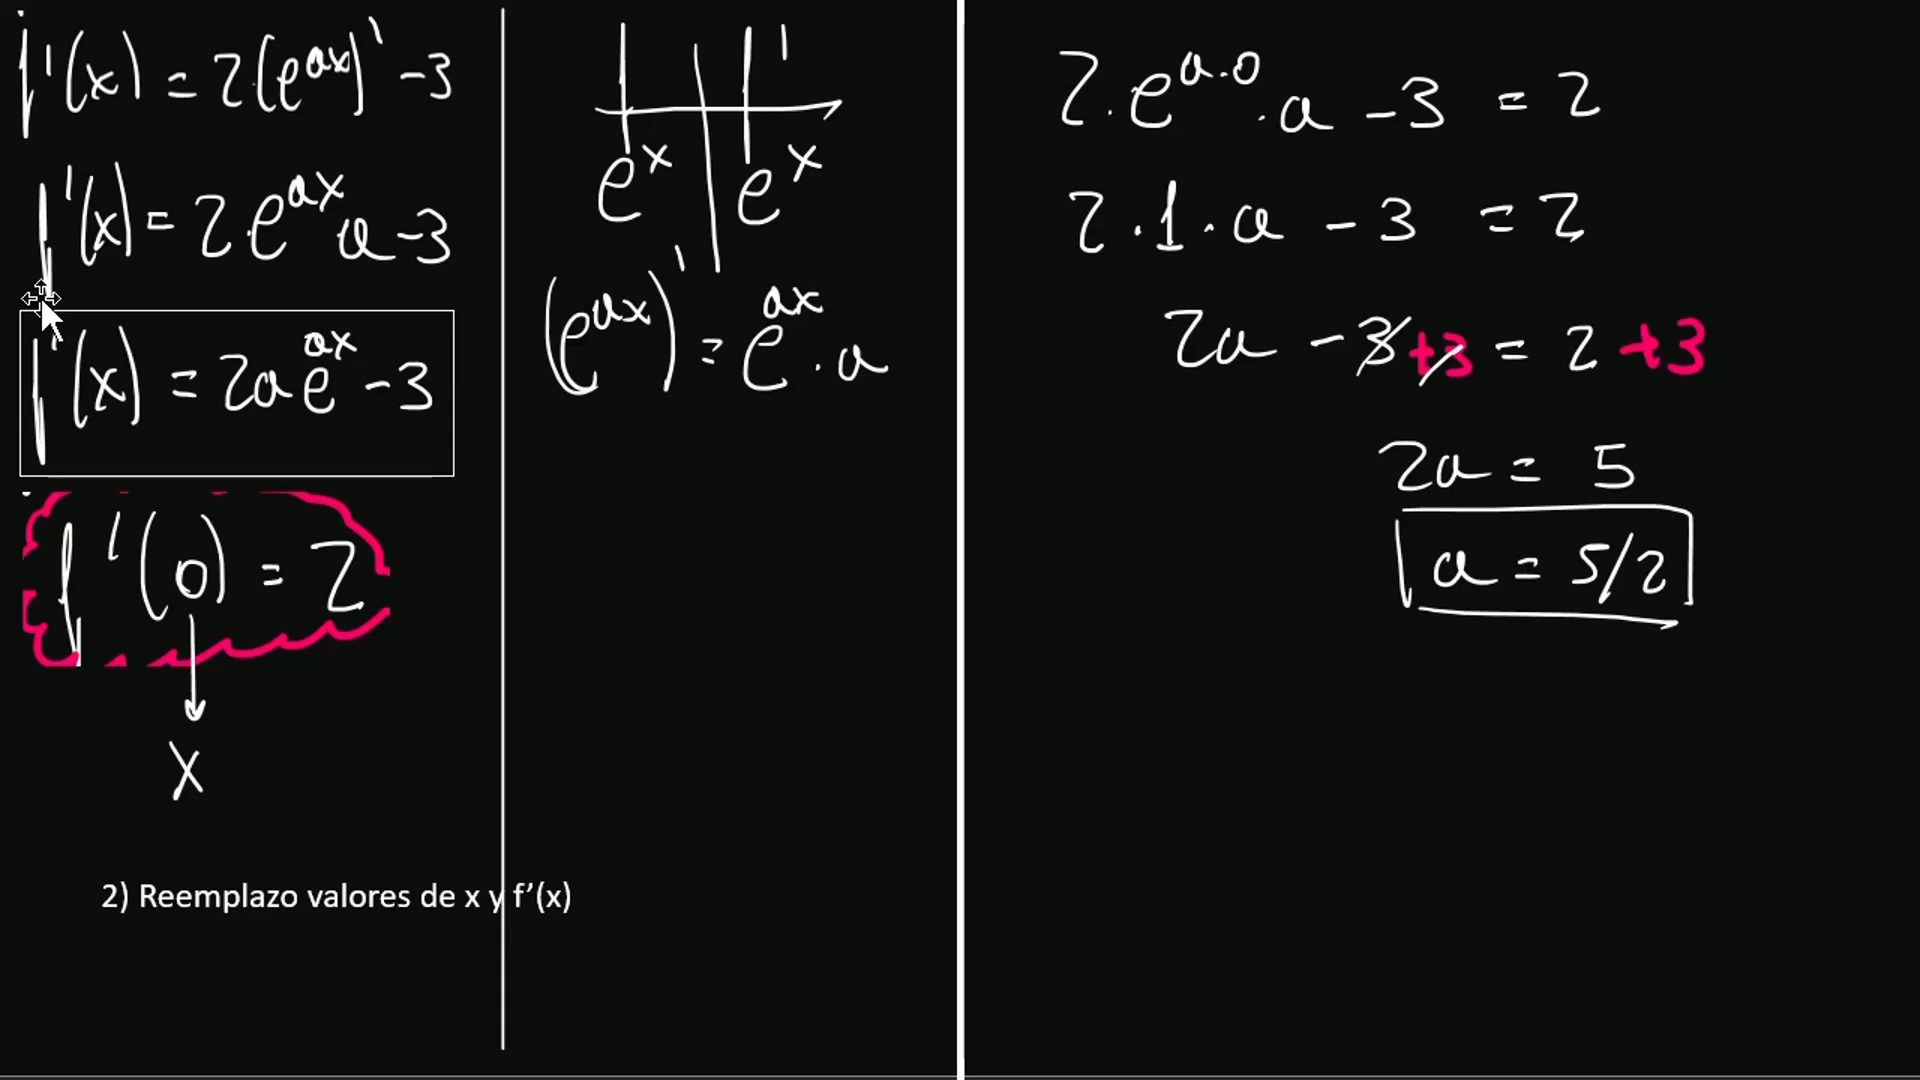 f'(x) = 2·(e^{ax})' - 3
f'(x) = 2·e^{ax} a - 3
f'(x) = 2a e^{ax} - 3
f'(0) = 2
x
2) Reemplazo valores de x y f’(x)
f | f'
e^x | e^x
(e^{ax})' = e^{ax} · a
2·e^{a·0} · a - 3 = 2
2·1·a - 3 = 2
2a - 3 +3 = 2 +3
2a = 5
a = 5/2